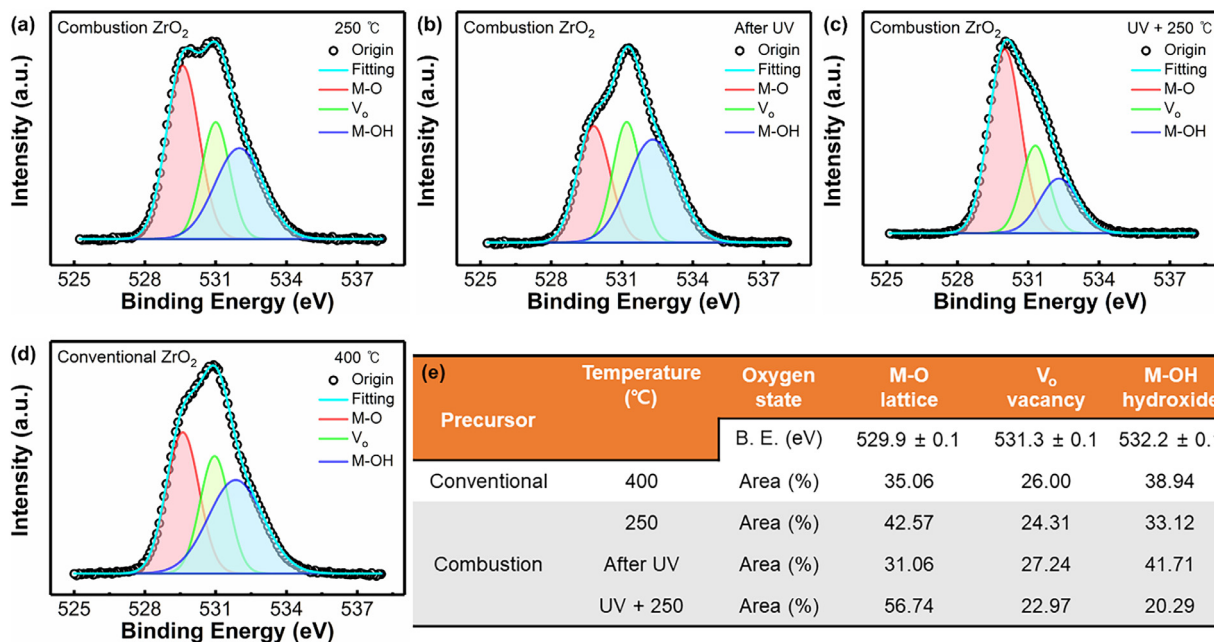 (a) Combustion ZrO2 250 ℃
Origin
Fitting
M-O
Vo
M-OH
Intensity (a.u.)
525 528 531 534 537
Binding Energy (eV)
(b) Combustion ZrO2 After UV
Origin
Fitting
M-O
Vo
M-OH
Intensity (a.u.)
525 528 531 534 537
Binding Energy (eV)
(c) Combustion ZrO2 UV + 250 ℃
Origin
Fitting
M-O
Vo
M-OH
Intensity (a.u.)
525 528 531 534 537
Binding Energy (eV)
(d) Conventional ZrO2 400 ℃
Origin
Fitting
M-O
Vo
M-OH
Intensity (a.u.)
525 528 531 534 537
Binding Energy (eV)
(e)
Precursor Temperature (℃) Oxygen state M-O lattice Vo vacancy M-OH hydroxide
B. E. (eV) 529.9 ± 0.1 531.3 ± 0.1 532.2 ± 0.
Conventional 400 Area (%) 35.06 26.00 38.94
250 Area (%) 42.57 24.31 33.12
Combustion After UV Area (%) 31.06 27.24 41.71
UV + 250 Area (%) 56.74 22.97 20.29